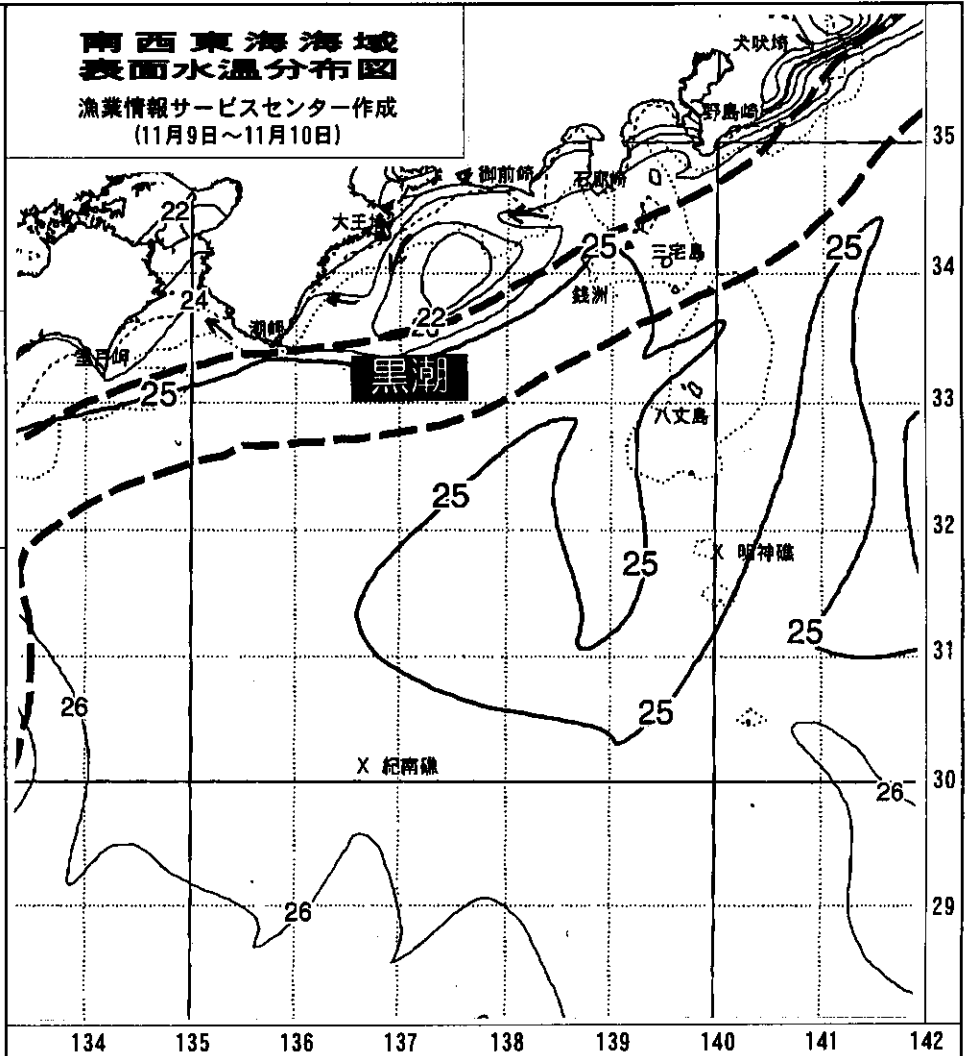 南西東海海域
表面水温分布図
漁業情報サービスセンター作成
(11月9日～11月10日)
犬吠埼
野島崎
35
御前崎
石廊崎
22
大王埼
25
三宅島
25
34
24
銭洲
潮岬
22
室戸岬
黒潮
25
33
八丈島
25
32
25
明神礁
25
31
26
25
X 紀南礁
30
26
26
29
134 135 136 137 138 139 140 141 142